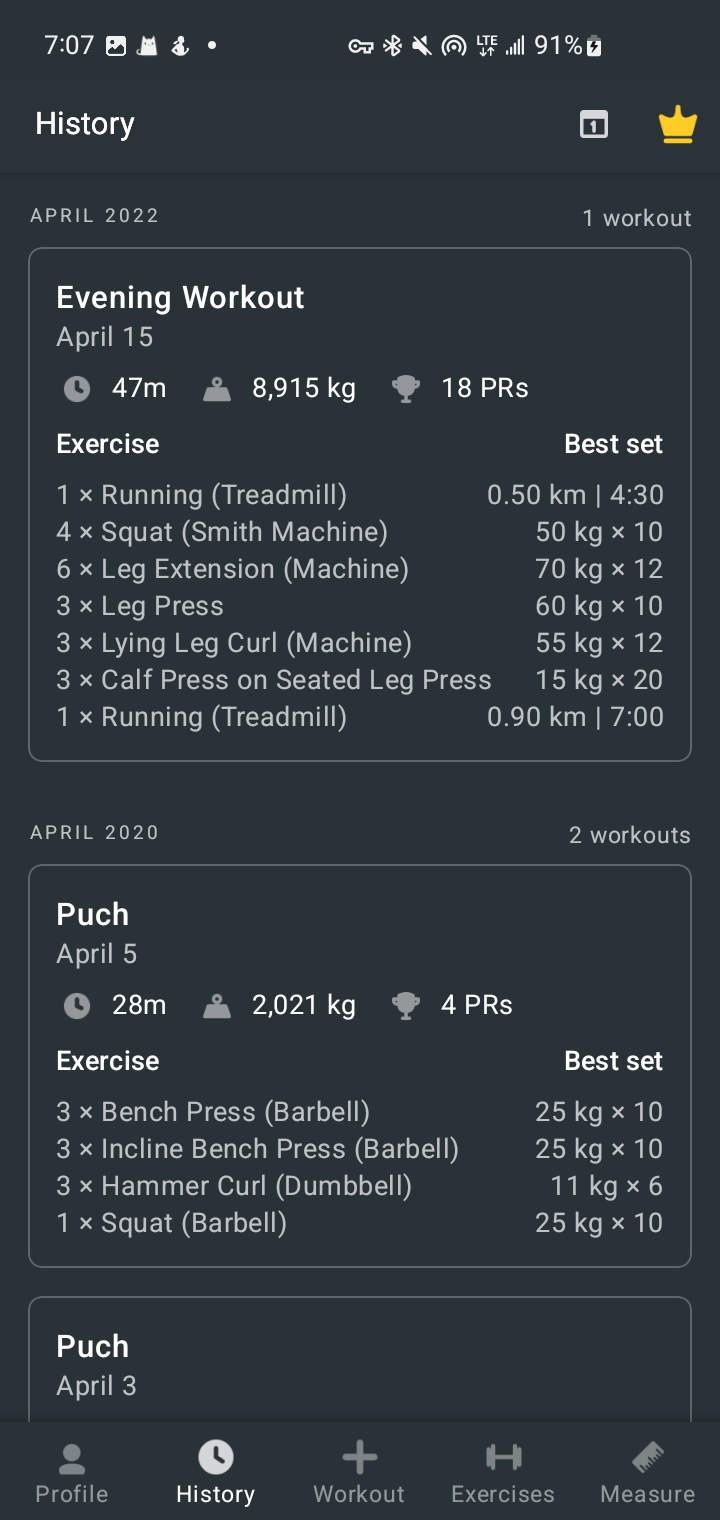 7:07 LTE 91%
History 1
APRIL 2022 1 workout
Evening Workout
April 15
47m 8,915 kg 18 PRs
Exercise Best set
1 × Running (Treadmill) 0.50 km | 4:30
4 × Squat (Smith Machine) 50 kg × 10
6 × Leg Extension (Machine) 70 kg × 12
3 × Leg Press 60 kg × 10
3 × Lying Leg Curl (Machine) 55 kg × 12
3 × Calf Press on Seated Leg Press 15 kg × 20
1 × Running (Treadmill) 0.90 km | 7:00
APRIL 2020 2 workouts
Puch
April 5
28m 2,021 kg 4 PRs
Exercise Best set
3 × Bench Press (Barbell) 25 kg × 10
3 × Incline Bench Press (Barbell) 25 kg × 10
3 × Hammer Curl (Dumbbell) 11 kg × 6
1 × Squat (Barbell) 25 kg × 10
Puch
April 3
Profile History Workout Exercises Measure